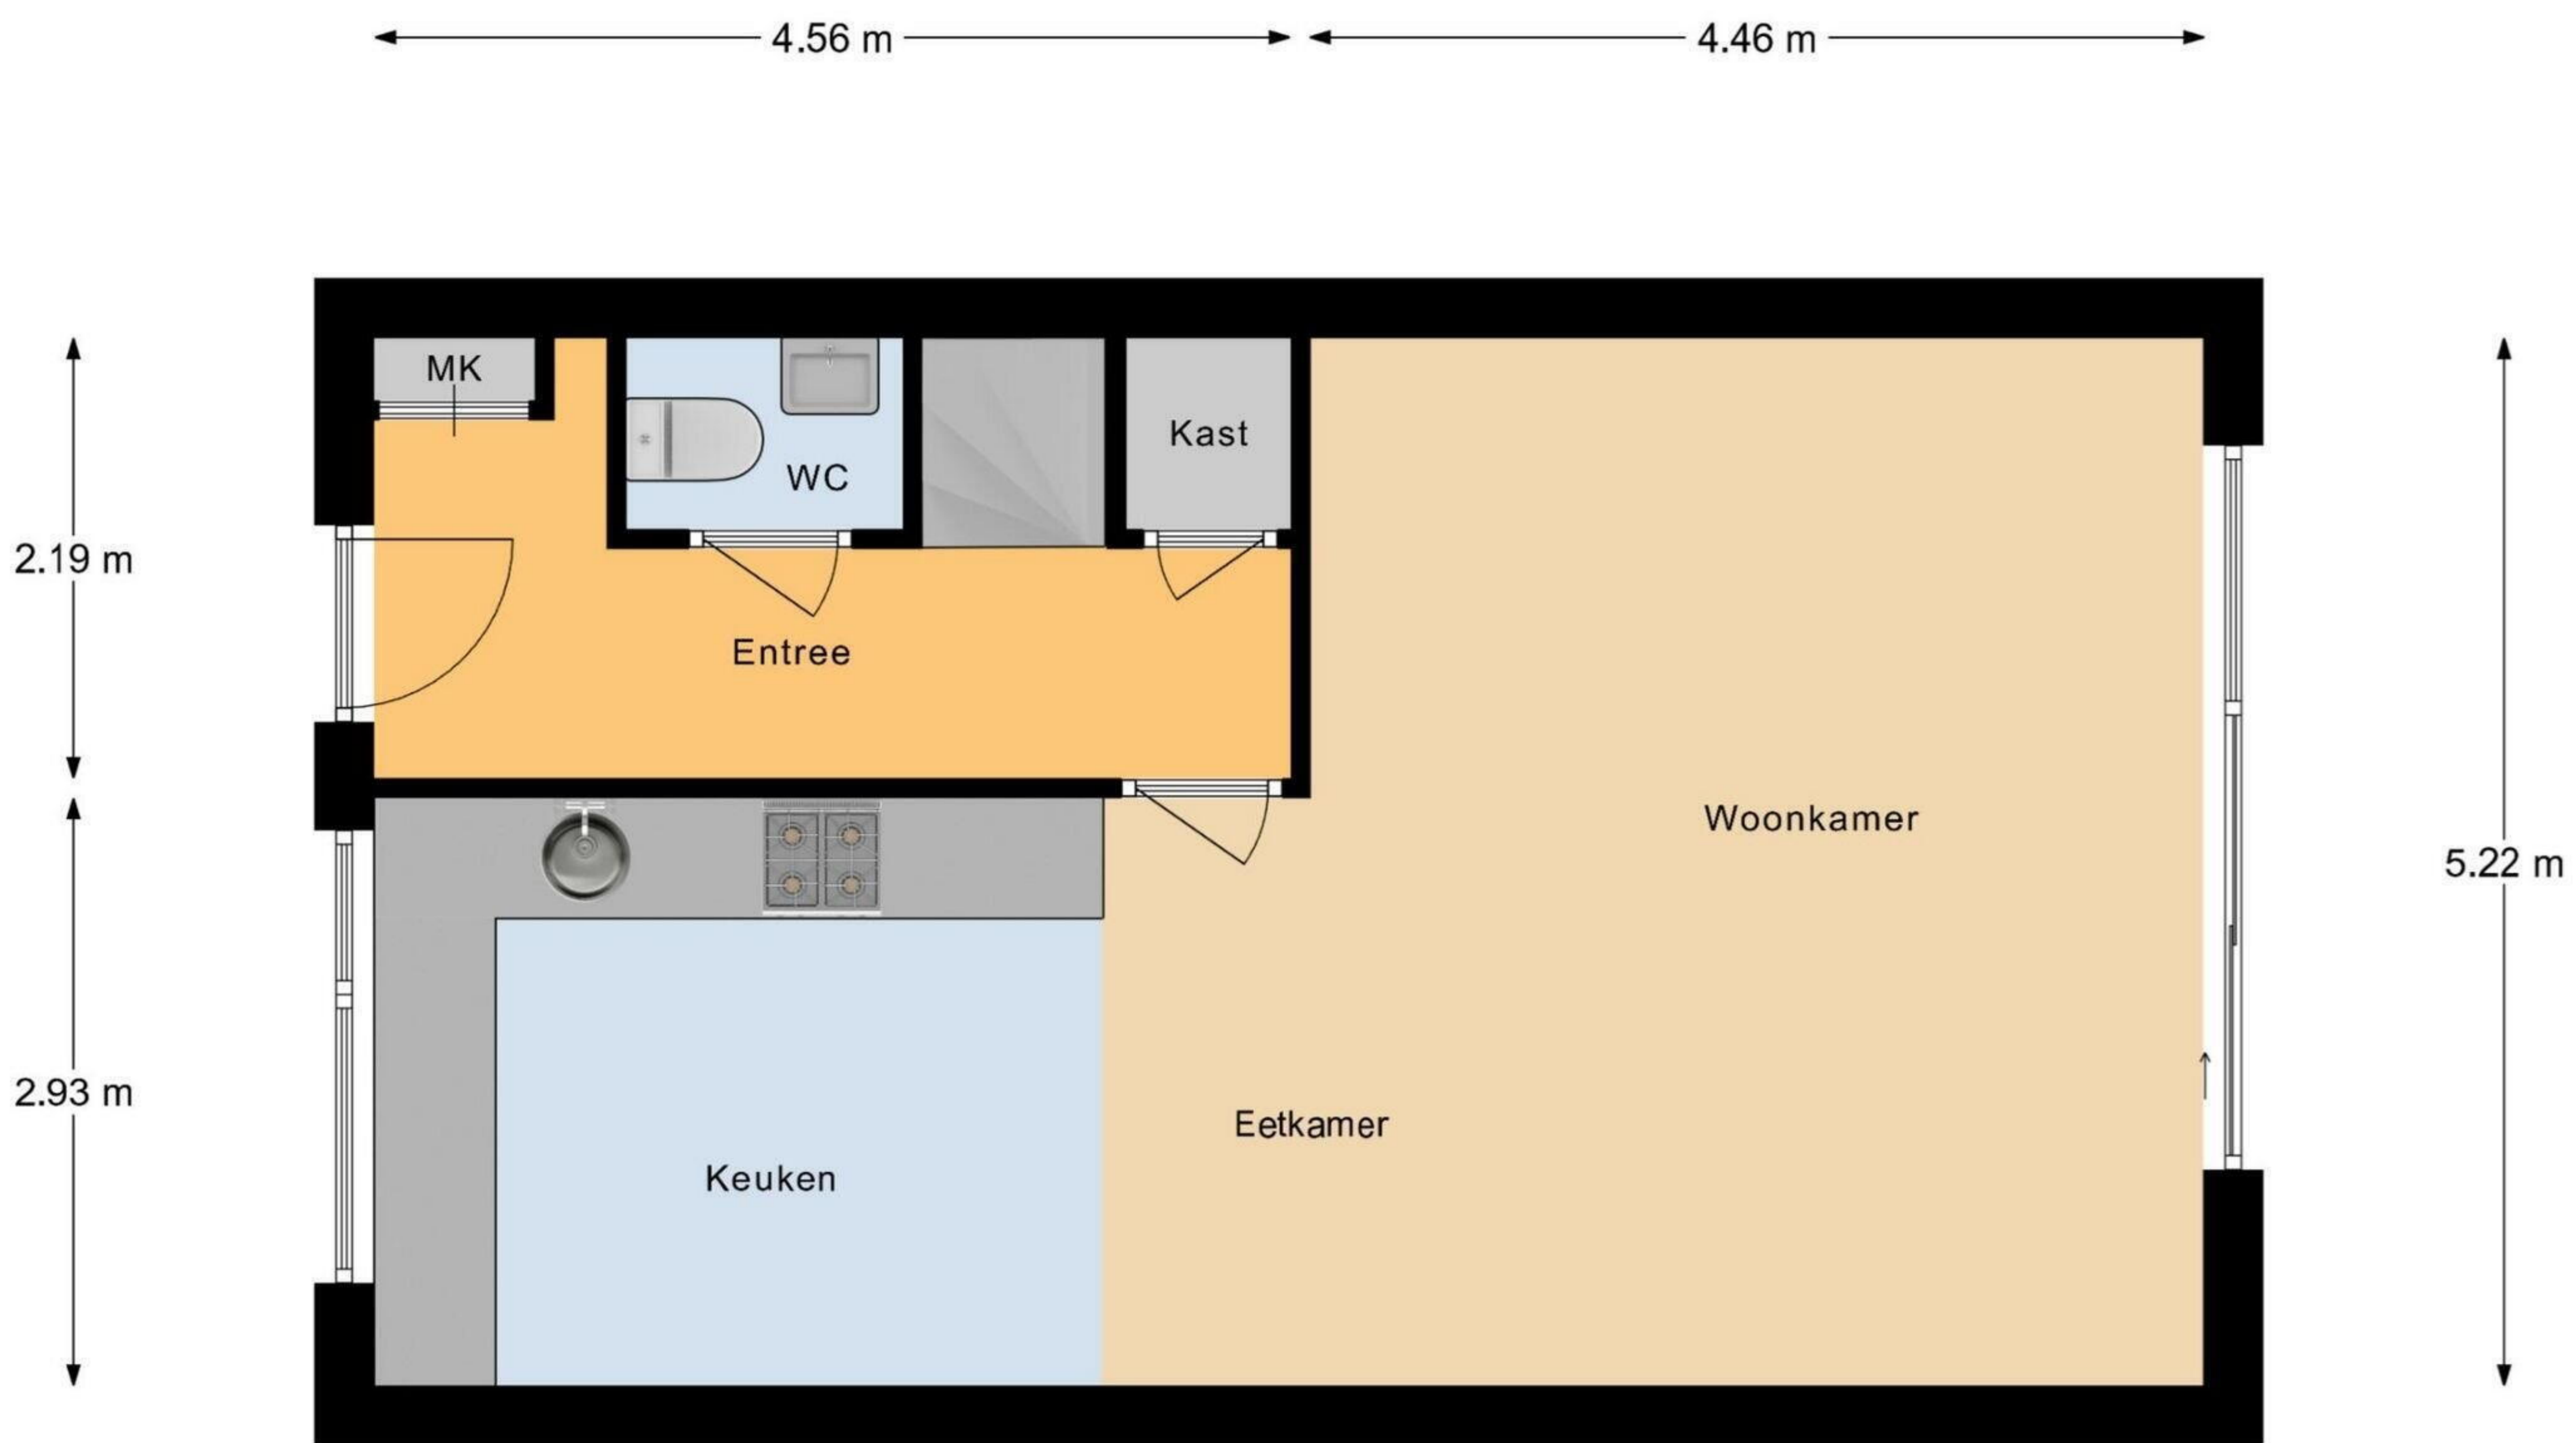 4.56 m
4.46 m
MK
Kast
WC
2.19 m
Entree
Woonkamer
5.22 m
2.93 m
Eetkamer
Keuken